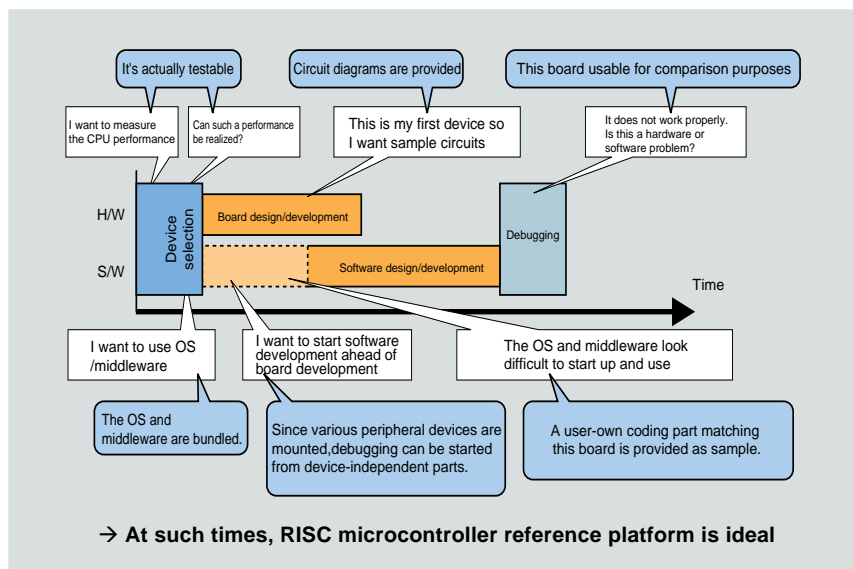 It's actually testable
Circuit diagrams are provided
This board usable for comparison purposes
I want to measure
the CPU performance
Can such a performance
be realized?
This is my first device so
I want sample circuits
It does not work properly.
Is this a hardware or
software problem?
H/W
Device
selection
Board design/development
Debugging
S/W
Software design/development
Time
I want to use OS
/middleware
I want to start software
development ahead of
board development
The OS and middleware look
difficult to start up and use
The OS and
middleware are bundled.
Since various peripheral devices are
mounted,debugging can be started
from device-independent parts.
A user-own coding part matching
this board is provided as sample.
→ At such times, RISC microcontroller reference platform is ideal